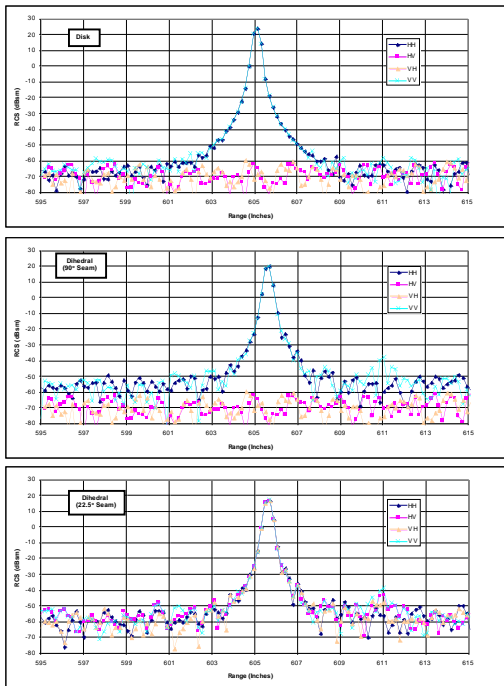 30
20
10
0
-10
-20
-30
-40
-50
-60
-70
-80
RCS (dBsm)
Disk
HH
HV
VH
VV
595 597 599 601 603 605 607 609 611 613 615
Range (Inches)
30
20
10
0
-10
-20
-30
-40
-50
-60
-70
-80
RCS (dBsm)
Dihedral
(90° Seam)
HH
HV
VH
VV
595 597 599 601 603 605 607 609 611 613 615
Range (Inches)
30
20
10
0
-10
-20
-30
-40
-50
-60
-70
-80
RCS (dBsm)
Dihedral
(22.5° Seam)
HH
HV
VH
VV
595 597 599 601 603 605 607 609 611 613 615
Range (Inches)